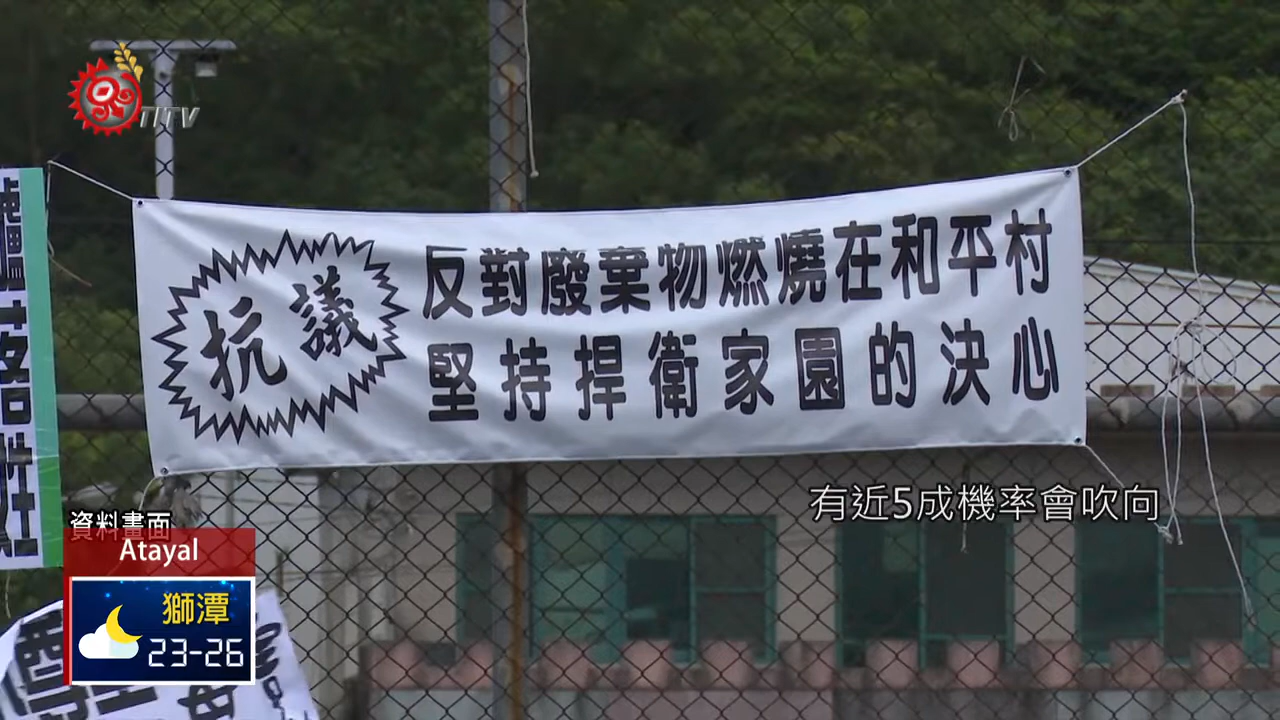 TITV
抗議
反對廢棄物燃燒在和平村
堅持捍衛家園的決心
有近5成機率會吹向
資料畫面
Atayal
獅潭
23-26